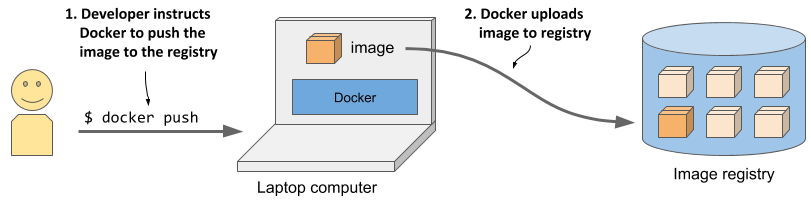 1. Developer instructs
Docker to push the
image to the registry
$ docker push
image
Docker
Laptop computer
2. Docker uploads
image to registry
Image registry